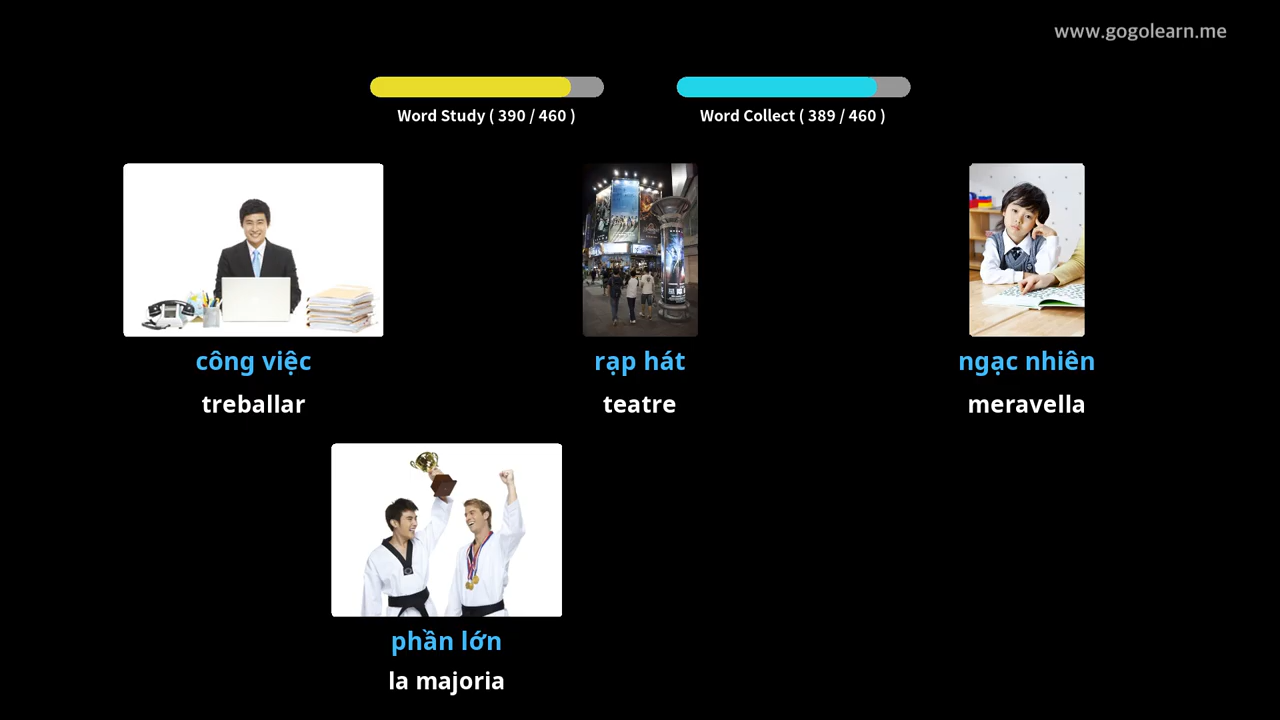 www.gogolearn.me
Word Study ( 390 / 460 )
Word Collect ( 389 / 460 )
công việc
rạp hát
ngạc nhiên
treballar
teatre
meravella
phần lớn
la majoria